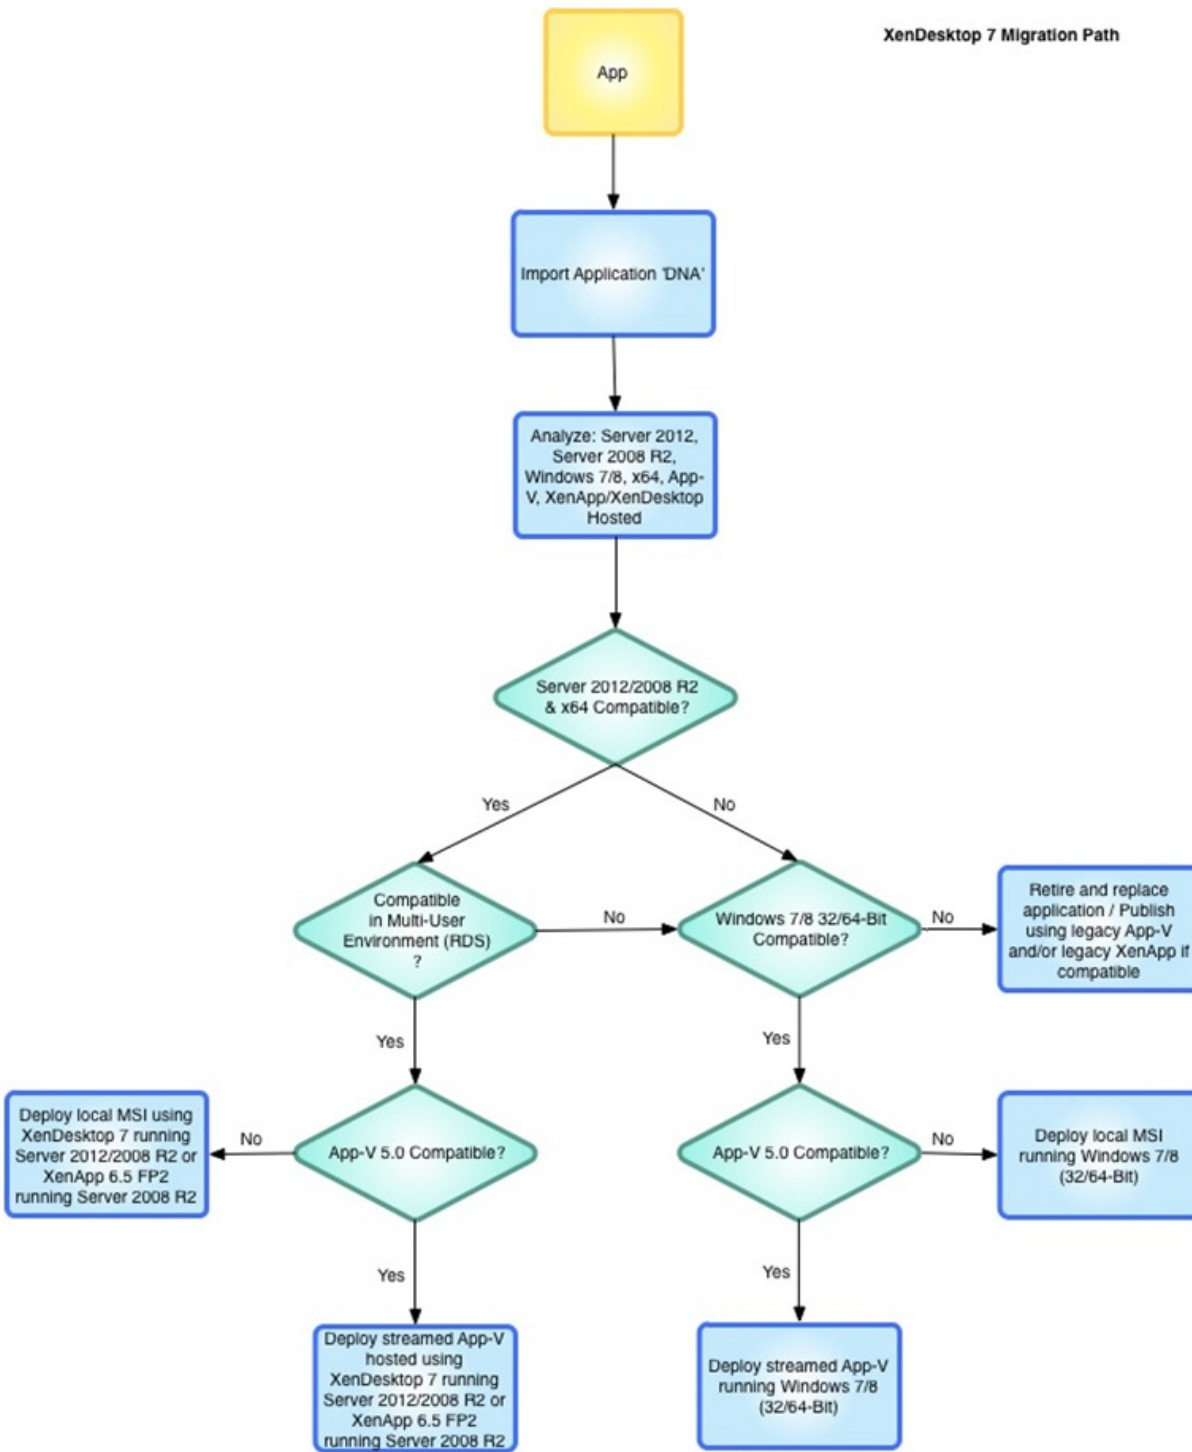 XenDesktop 7 Migration Path
App
Import Application 'DNA'
Analyze: Server 2012,
Server 2008 R2,
Windows 7/8, x64, App-
V, XenApp/XenDesktop
Hosted
Server 2012/2008 R2
& x64 Compatible?
Yes
No
Compatible
in Multi-User
Environment (RDS)
?
No
Windows 7/8 32/64-Bit
Compatible?
No
Retire and replace
application / Publish
using legacy App-V
and/or legacy XenApp if
compatible
Yes
Yes
Deploy local MSI using
XenDesktop 7 running
Server 2012/2008 R2 or
XenApp 6.5 FP2
running Server 2008 R2
No
App-V 5.0 Compatible?
App-V 5.0 Compatible?
No
Deploy local MSI
running Windows 7/8
(32/64-Bit)
Yes
Yes
Deploy streamed App-V
hosted using
XenDesktop 7 running
Server 2012/2008 R2 or
XenApp 6.5 FP2
running Server 2008 R2
Deploy streamed App-V
running Windows 7/8
(32/64-Bit)